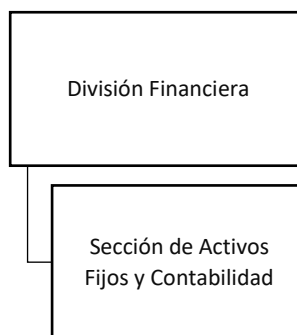 División Financiera
Sección de Activos
Fijos y Contabilidad